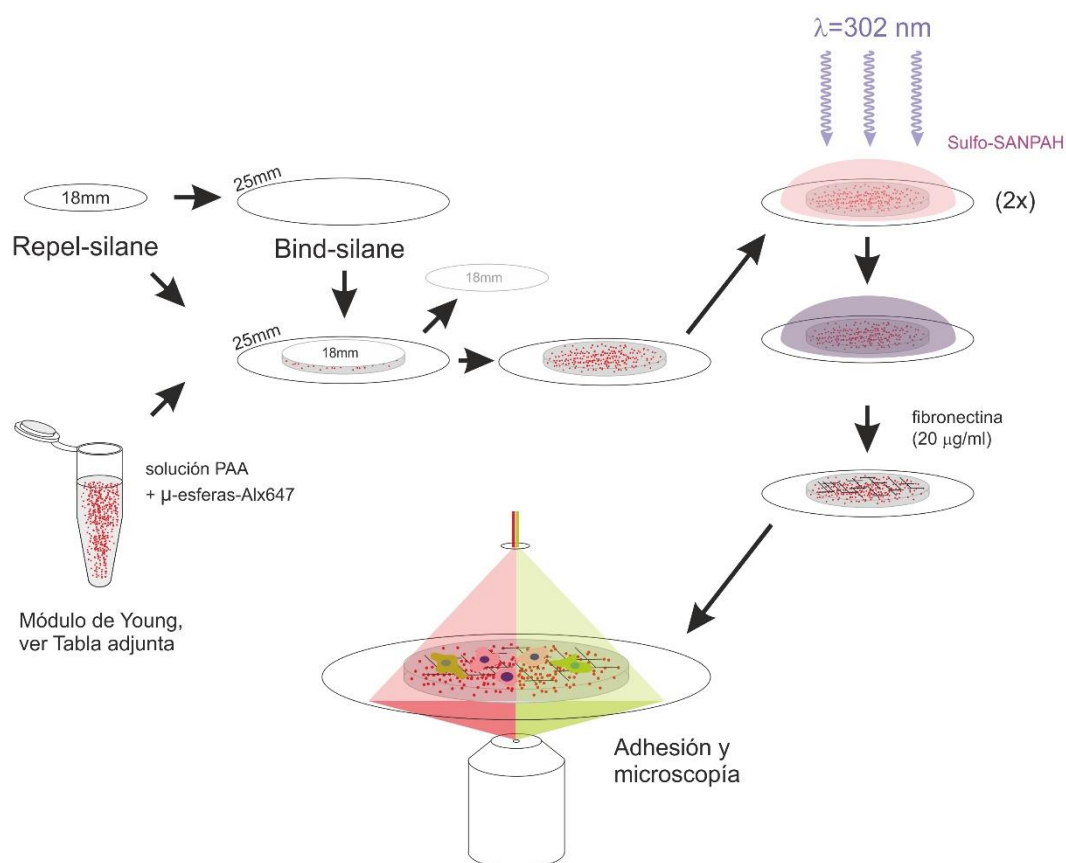 λ=302 nm
Sulfo-SANPAH
(2x)
18mm
25mm
Repel-silane
Bind-silane
18mm
25mm
18mm
fibronectina
(20 μg/ml)
solución PAA
+ μ-esferas-Alx647
Módulo de Young,
ver Tabla adjunta
Adhesión y
microscopía